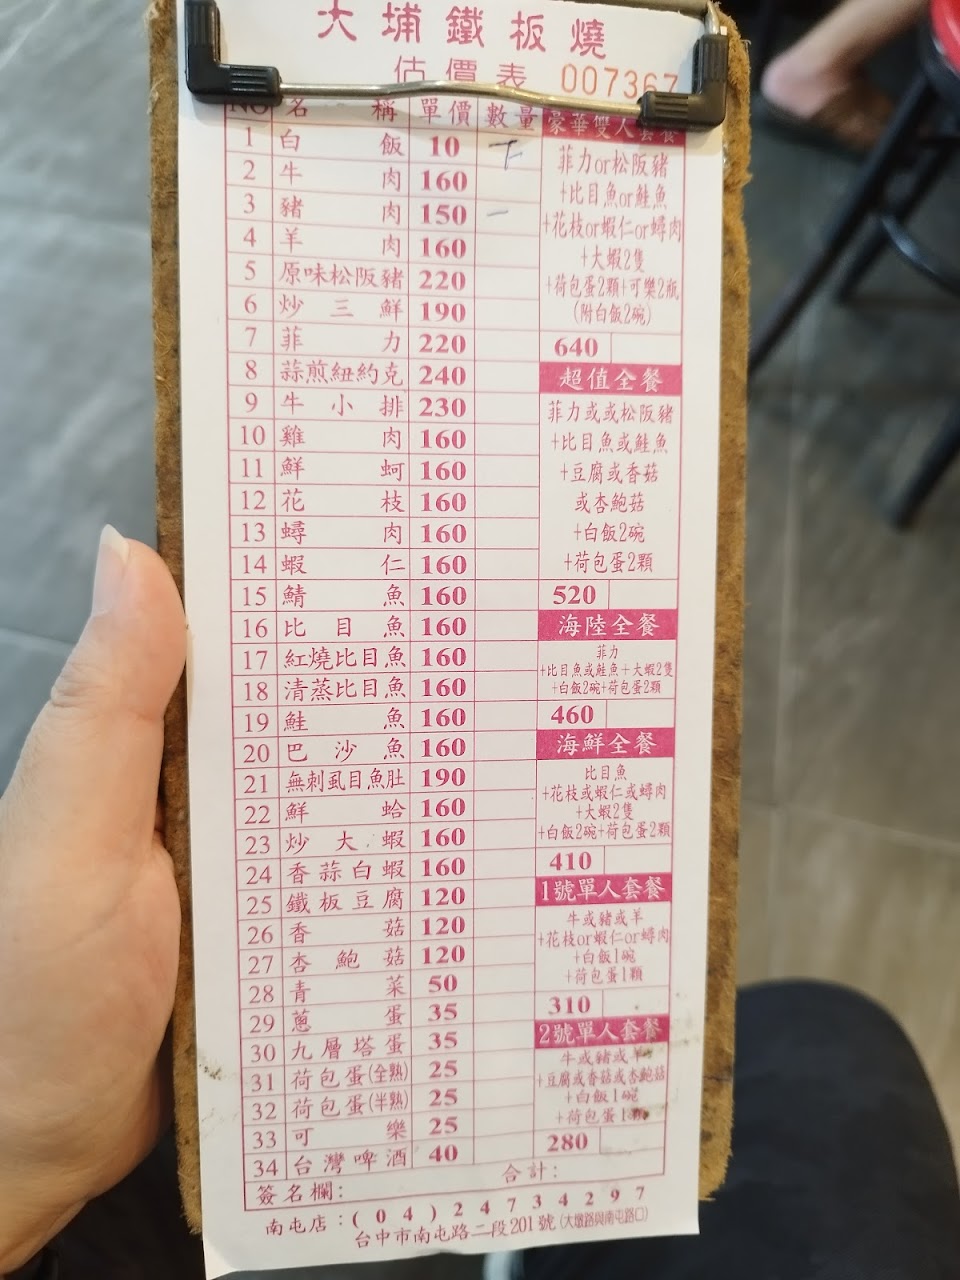 大埔鐵板燒
估價表 007367
NO 名稱 單價 數量
1 白飯 10 下
2 牛肉 160
3 豬肉 150 一
4 羊肉 160
5 原味松阪豬 220
6 炒三鮮 190
7 菲力 220
8 蒜煎紐約克 240
9 牛小排 230
10 雞肉 160
11 鮮蚵 160
12 花枝 160
13 蟳肉 160
14 蝦仁 160
15 鯖魚 160
16 比目魚 160
17 紅燒比目魚 160
18 清蒸比目魚 160
19 鮭魚 160
20 巴沙魚 160
21 無刺虱目魚肚 190
22 鮮蛤 160
23 炒大蝦 160
24 香蒜白蝦 160
25 鐵板豆腐 120
26 香菇 120
27 杏鮑菇 120
28 青菜 50
29 蔥蛋 35
30 九層塔蛋 35
31 荷包蛋(全熟) 25
32 荷包蛋(半熟) 25
33 可樂 25
34 台灣啤酒 40
豪華雙人套餐
菲力or松阪豬
+比目魚or鮭魚
+花枝or蝦仁or蟳肉
+大蝦2隻
+荷包蛋2顆+可樂2瓶
(附白飯2碗)
640
超值全餐
菲力或或松阪豬
+比目魚或鮭魚
+豆腐或香菇
或杏鮑菇
+白飯2碗
+荷包蛋2顆
520
海陸全餐
菲力
+比目魚或鮭魚+大蝦2隻
+白飯2碗+荷包蛋2顆
460
海鮮全餐
比目魚
+花枝或蝦仁或蟳肉
+大蝦2隻
+白飯2碗+荷包蛋2顆
410
1號單人套餐
牛或豬或羊
+花枝or蝦仁or蟳肉
+白飯1碗
+荷包蛋1顆
310
2號單人套餐
牛或豬或羊
+豆腐或香菇或杏鮑菇
+白飯1碗
+荷包蛋1顆
280
合計:
簽名欄:
南屯店:(04)24734297
台中市南屯路二段201號(大墩路與南屯路口)